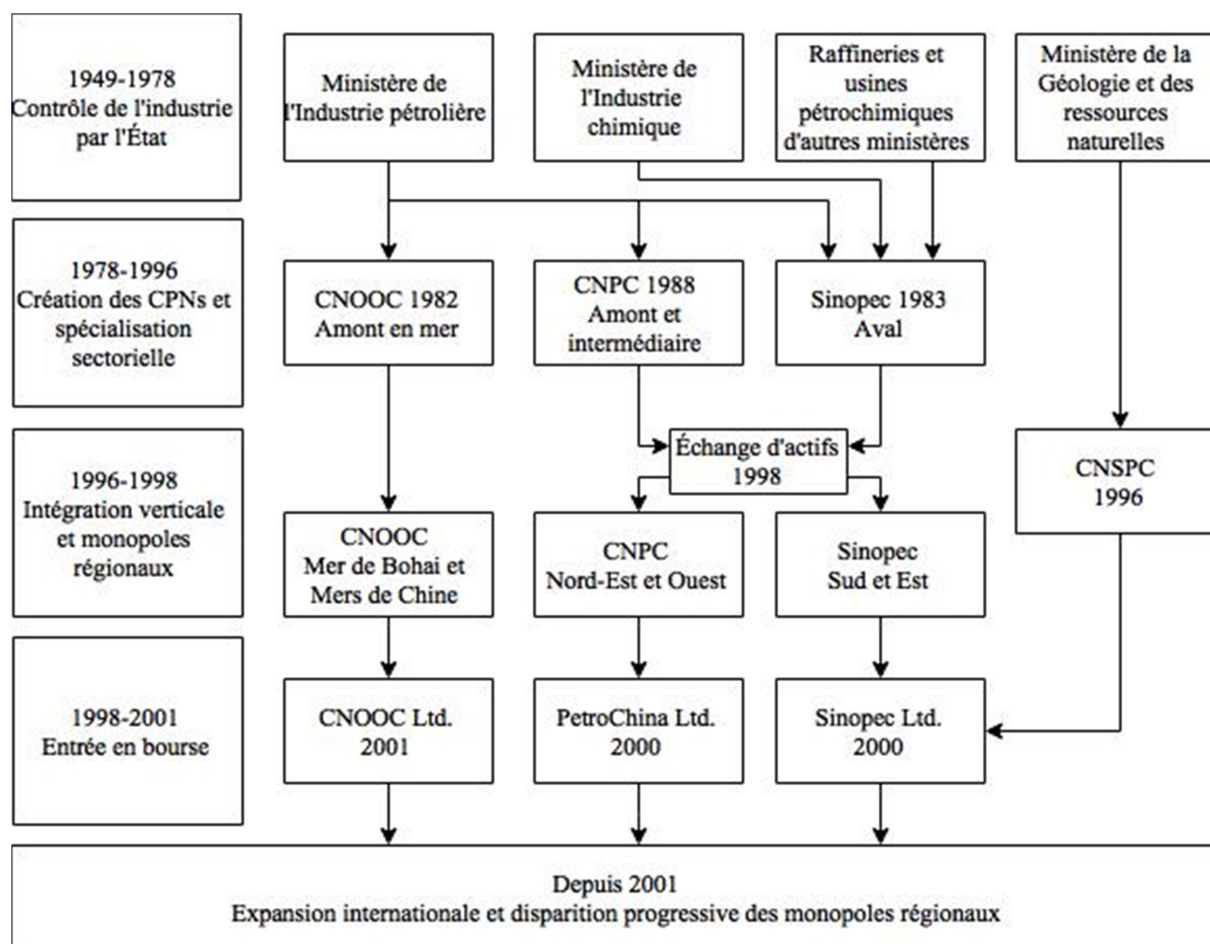 1949-1978
Contrôle de l'industrie
par l'État
Ministère de
l'Industrie pétrolière
Ministère de
l'Industrie
chimique
Raffineries et
usines
pétrochimiques
d'autres ministères
Ministère de la
Géologie et des
ressources
naturelles
1978-1996
Création des CPNs et
spécialisation
sectorielle
CNOOC 1982
Amont en mer
CNPC 1988
Amont et
intermédiaire
Sinopec 1983
Aval
1996-1998
Intégration verticale
et monopoles
régionaux
Échange d'actifs
1998
CNSPC
1996
CNOOC
Mer de Bohai et
Mers de Chine
CNPC
Nord-Est et Ouest
Sinopec
Sud et Est
1998-2001
Entrée en bourse
CNOOC Ltd.
2001
PetroChina Ltd.
2000
Sinopec Ltd.
2000
Depuis 2001
Expansion internationale et disparition progressive des monopoles régionaux